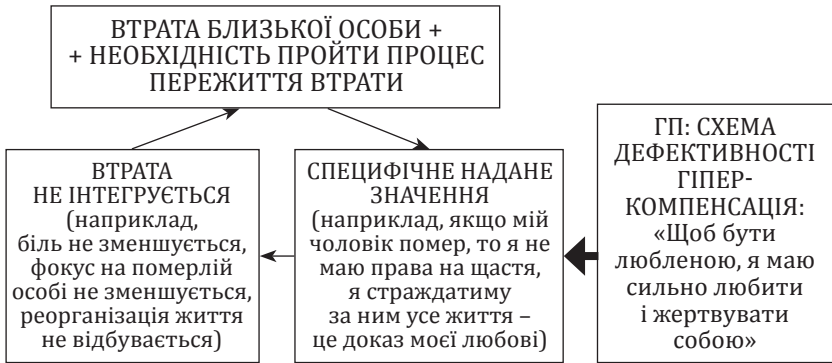 ВТРАТА БЛИЗЬКОЇ ОСОБИ +
+ НЕОБХІДНІСТЬ ПРОЙТИ ПРОЦЕС
ПЕРЕЖИТТЯ ВТРАТИ
ВТРАТА
НЕ ІНТЕГРУЄТЬСЯ
(наприклад,
біль не зменшується,
фокус на померлій
особі не зменшується,
реорганізація життя
не відбувається)
СПЕЦИФІЧНЕ НАДАНЕ
ЗНАЧЕННЯ
(наприклад, якщо мій
чоловік помер, то я не
маю права на щастя,
я страждатиму
за ним усе життя –
це доказ моєї любові)
ГП: СХЕМА
ДЕФЕКТИВНОСТІ
ГІПЕР-
КОМПЕНСАЦІЯ:
«Щоб бути
любленою, я маю
сильно любити
і жертвувати
собою»